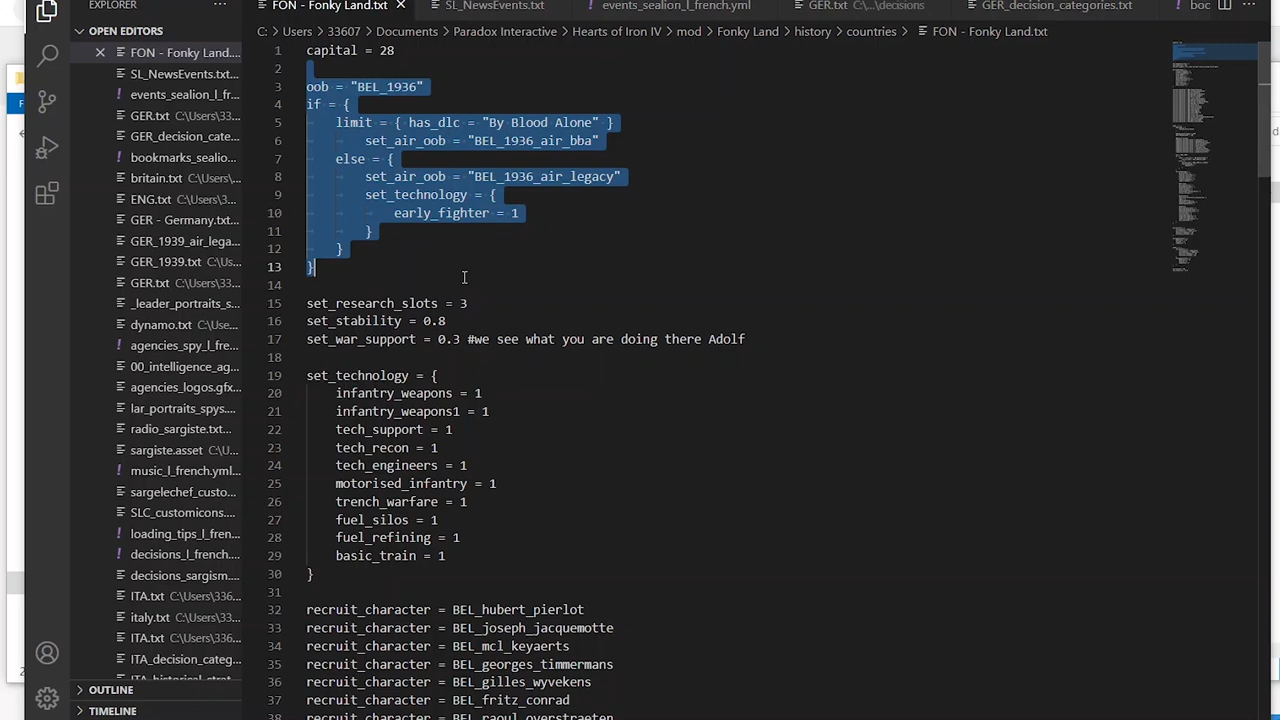 EXPLORER ···
FON - Fonky Land.txt ×
SL_NewsEvents.txt
! events_sealion_l_french.yml
GER.txt C:\...\decisions
GER_decision_categories.txt
! boc
···
OPEN EDITORS
C: > Users > 33607 > Documents > Paradox Interactive > Hearts of Iron IV > mod > Fonky Land > history > countries > FON - Fonky Land.txt
× FON - Fonky Land....
SL_NewsEvents.txt...
! events_sealion_l_fr...
GER.txt C:\Users\33...
GER_decision_cate...
! bookmarks_sealio...
britain.txt C:\Users...
ENG.txt C:\Users\33...
GER - Germany.txt...
GER_1939_air_lega...
GER_1939.txt C:\Us...
GER.txt C:\Users\33...
_leader_portraits_s...
dynamo.txt C:\Use...
! agencies_spy_l_fre...
00_intelligence_ag...
agencies_logos.gfx...
lar_portraits_spys....
radio_sargiste.txt...
sargiste.asset C:\U...
! music_l_french.yml...
sargelechef_custo...
SLC_customicons....
! loading_tips_l_fren...
! decisions_l_french....
decisions_sargism....
ITA.txt C:\Users\336...
italy.txt C:\Users\33...
ITA.txt C:\Users\336...
ITA_decision_categ...
ITA_historical_strat...
OUTLINE
TIMELINE
1 capital = 28
2
3 oob = "BEL_1936"
4 if = {
5 limit = { has_dlc = "By Blood Alone" }
6 set_air_oob = "BEL_1936_air_bba"
7 else = {
8 set_air_oob = "BEL_1936_air_legacy"
9 set_technology = {
10 early_fighter = 1
11 }
12 }
13 }
14
15 set_research_slots = 3
16 set_stability = 0.8
17 set_war_support = 0.3 #we see what you are doing there Adolf
18
19 set_technology = {
20 infantry_weapons = 1
21 infantry_weapons1 = 1
22 tech_support = 1
23 tech_recon = 1
24 tech_engineers = 1
25 motorised_infantry = 1
26 trench_warfare = 1
27 fuel_silos = 1
28 fuel_refining = 1
29 basic_train = 1
30 }
31
32 recruit_character = BEL_hubert_pierlot
33 recruit_character = BEL_joseph_jacquemotte
34 recruit_character = BEL_mcl_keyaerts
35 recruit_character = BEL_georges_timmermans
36 recruit_character = BEL_gilles_wyvekens
37 recruit_character = BEL_fritz_conrad
38 recruit_character = BEL_raoul_overstraeten